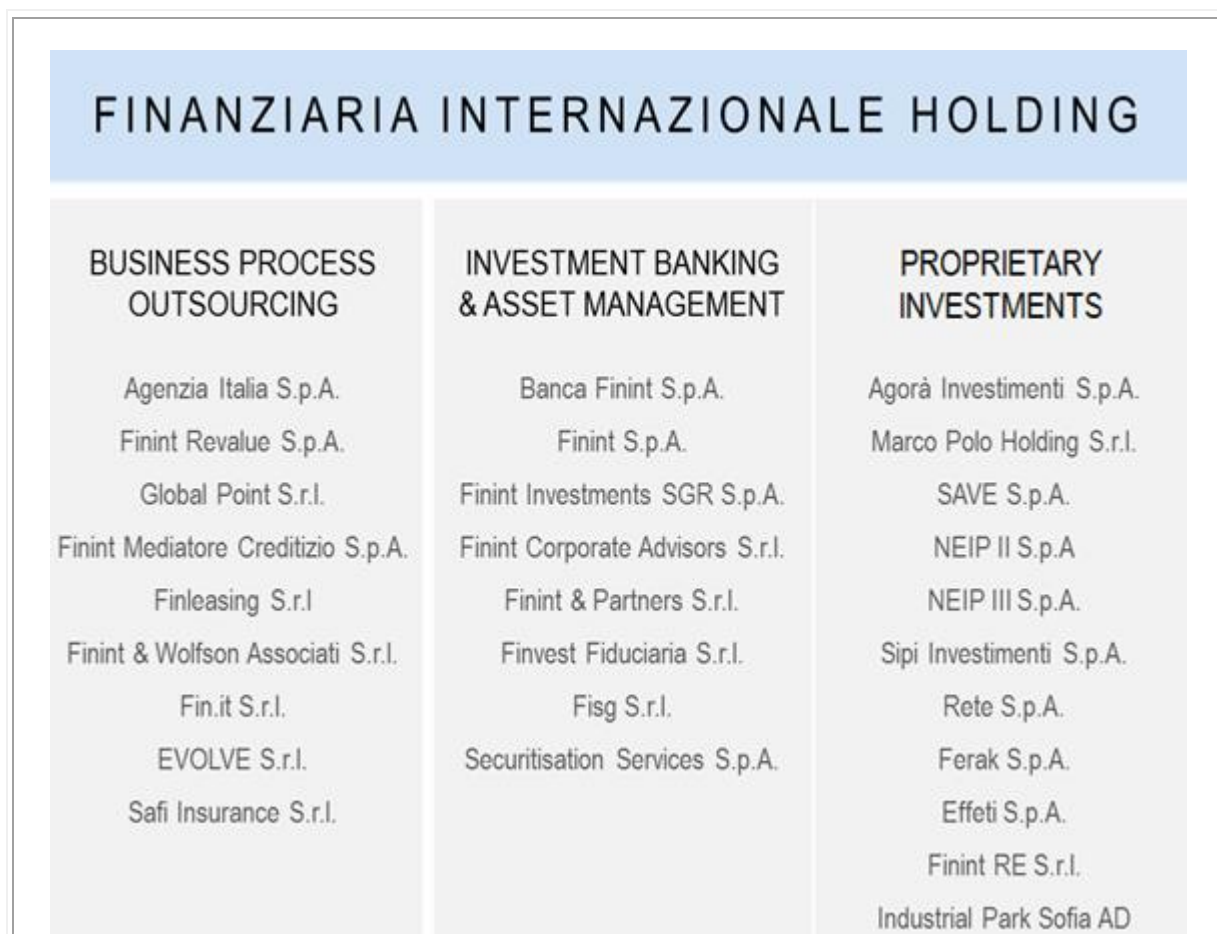 FINANZIARIA INTERNAZIONALE HOLDING
BUSINESS PROCESS
OUTSOURCING
Agenzia Italia S.p.A.
Finint Revalue S.p.A.
Global Point S.r.l.
Finint Mediatore Creditizio S.p.A.
Finleasing S.r.l
Finint & Wolfson Associati S.r.l.
Fin.it S.r.l.
EVOLVE S.r.l.
Safi Insurance S.r.l.
INVESTMENT BANKING
& ASSET MANAGEMENT
Banca Finint S.p.A.
Finint S.p.A.
Finint Investments SGR S.p.A.
Finint Corporate Advisors S.r.l.
Finint & Partners S.r.l.
Finvest Fiduciaria S.r.l.
Fisg S.r.l.
Securitisation Services S.p.A.
PROPRIETARY
INVESTMENTS
Agorà Investimenti S.p.A.
Marco Polo Holding S.r.l.
SAVE S.p.A.
NEIP II S.p.A
NEIP III S.p.A.
Sipi Investimenti S.p.A.
Rete S.p.A.
Ferak S.p.A.
Effeti S.p.A.
Finint RE S.r.l.
Industrial Park Sofia AD